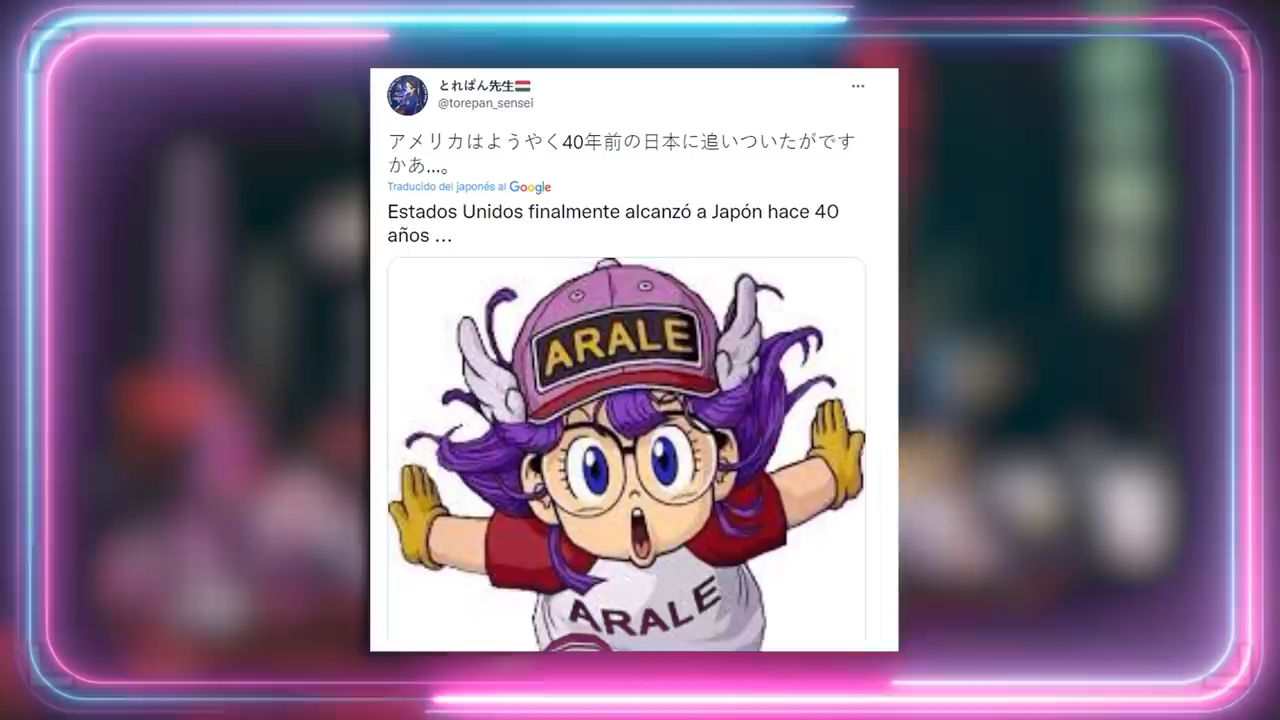 とれぱん先生
@torepan_sensei
アメリカはようやく40年前の日本に追いついたがです
かあ...。
Traducido del japonés al Google
Estados Unidos finalmente alcanzó a Japón hace 40
años ...
ARALE
ARALE